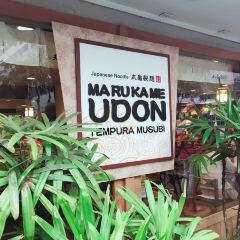 Japanese Noodle 丸亀製麺
MARUKAME
UDON
TEMPURA MUSUBI